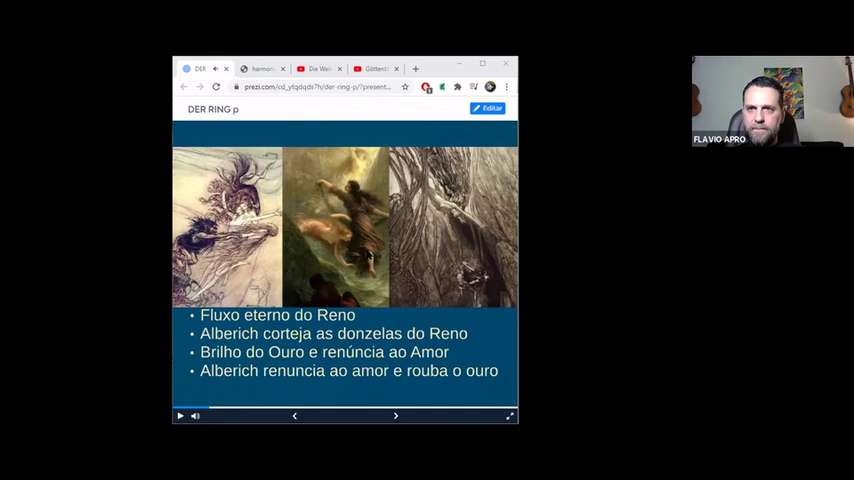 DER
harmoni
Die Wal
Götterd
prezi.com/cd_ytqdqds7h/der-ring-p/?present...
DER RING p
Editar
FLAVIO APRO
• Fluxo eterno do Reno
• Alberich corteja as donzelas do Reno
• Brilho do Ouro e renúncia ao Amor
• Alberich renuncia ao amor e rouba o ouro